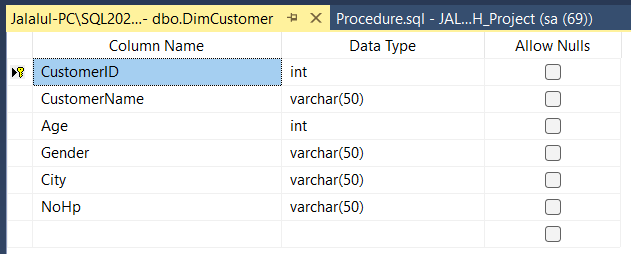 Jalalul-PC\SQL202...- dbo.DimCustomer Procedure.sql - JAL...H_Project (sa (69))
Column Name Data Type Allow Nulls
CustomerID int
CustomerName varchar(50)
Age int
Gender varchar(50)
City varchar(50)
NoHp varchar(50)